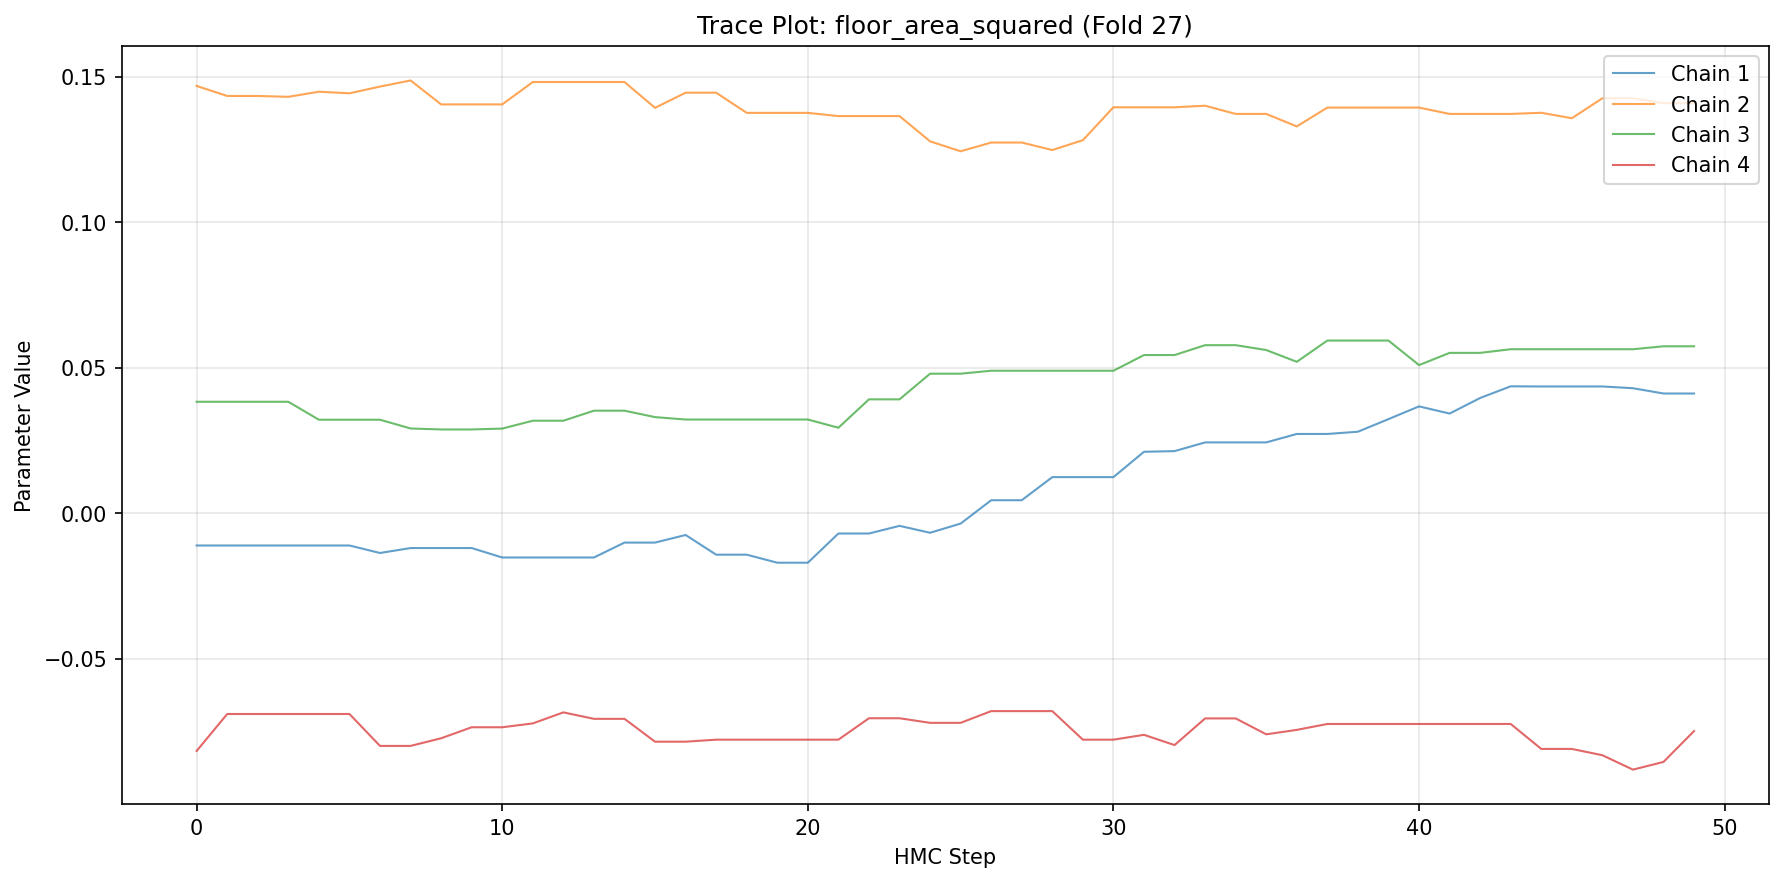 Trace Plot: floor_area_squared (Fold 27)
Chain 1
Chain 2
Chain 3
Chain 4
0.15
0.10
0.05
0.00
−0.05
Parameter Value
0 10 20 30 40 50
HMC Step